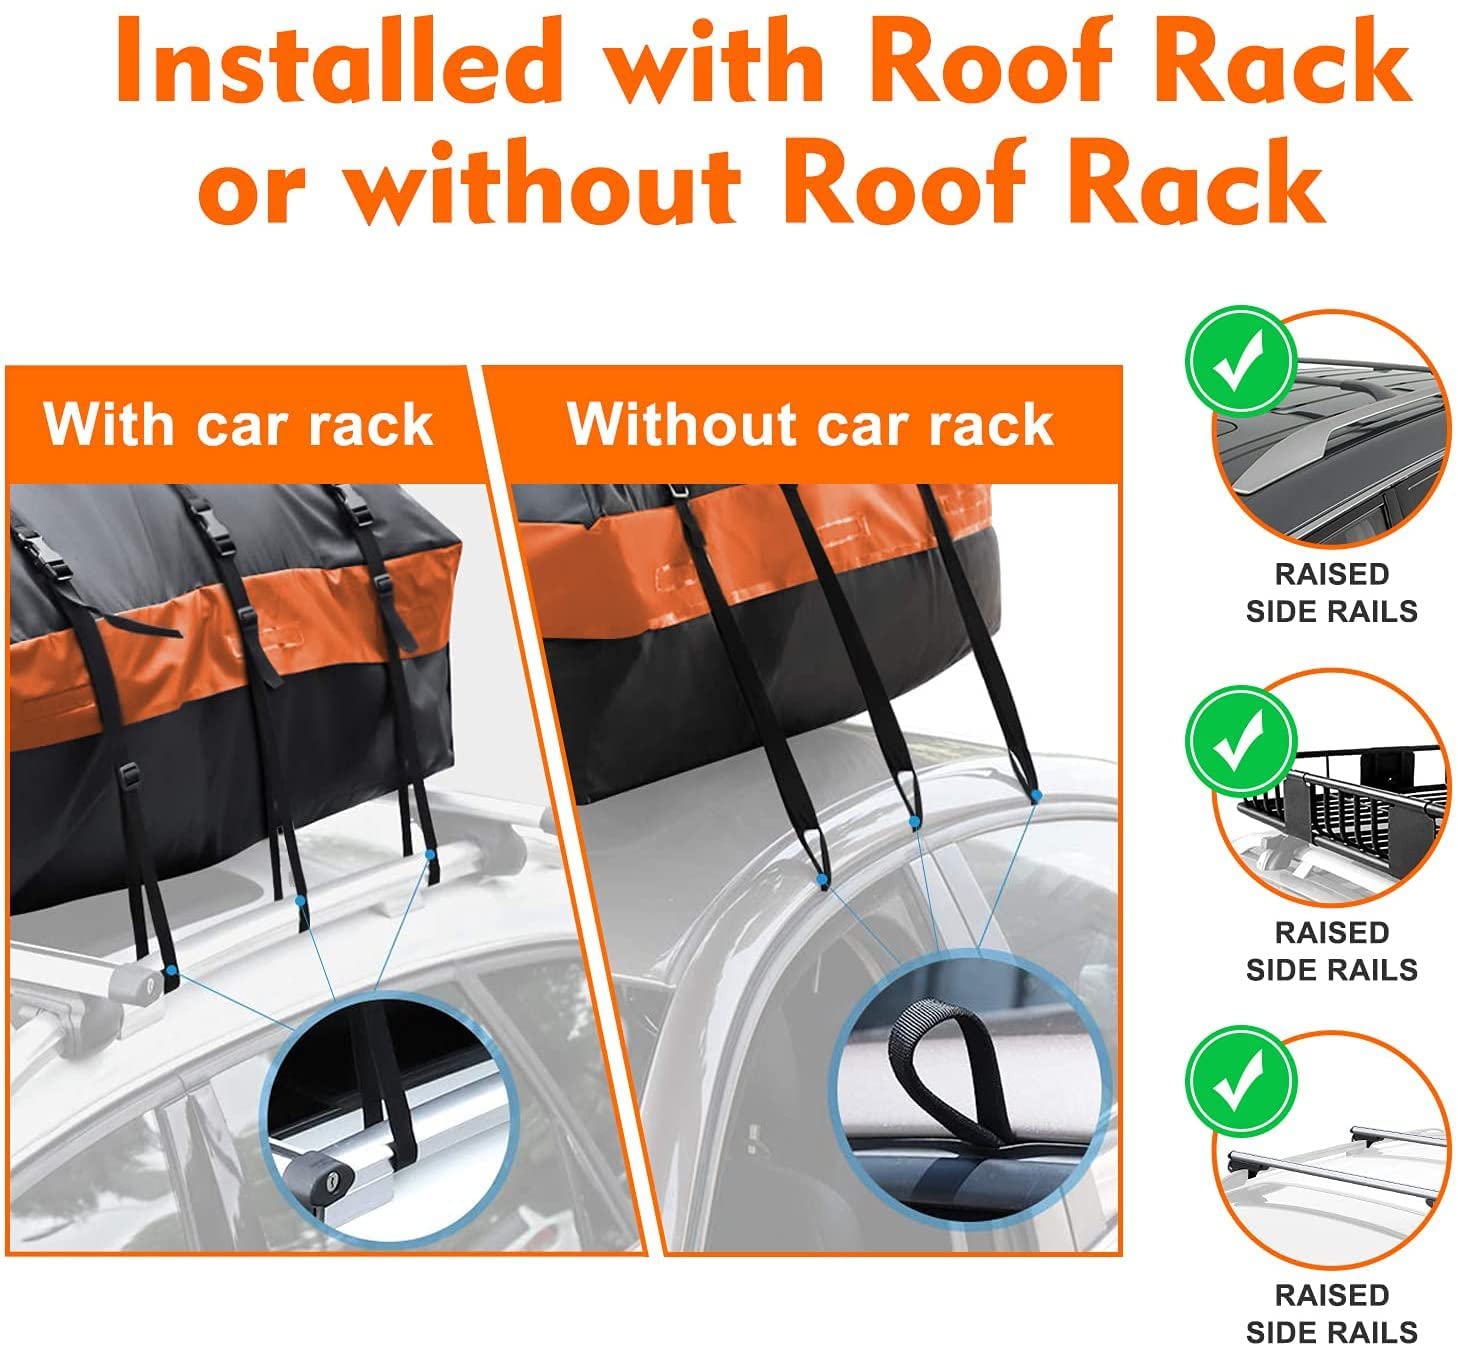 Installed with Roof Rack
or without Roof Rack
With car rack
Without car rack
RAISED
SIDE RAILS
RAISED
SIDE RAILS
RAISED
SIDE RAILS